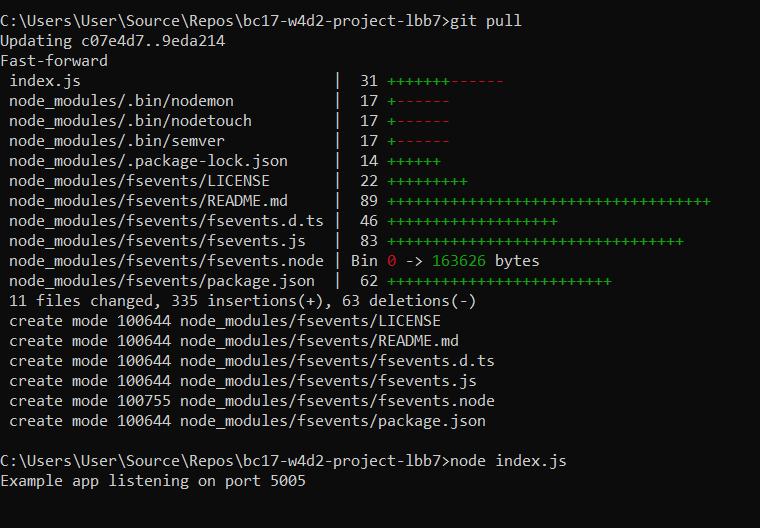 C:\Users\User\Source\Repos\bc17-w4d2-project-lbb7>git pull
Updating c07e4d7..9eda214
Fast-forward
 index.js                            |  31 +++++++------
 node_modules/.bin/nodemon           |  17 +------
 node_modules/.bin/nodetouch         |  17 +------
 node_modules/.bin/semver            |  17 +------
 node_modules/.package-lock.json     |  14 ++++++
 node_modules/fsevents/LICENSE       |  22 +++++++++
 node_modules/fsevents/README.md     |  89 ++++++++++++++++++++++++++++++++++++
 node_modules/fsevents/fsevents.d.ts |  46 +++++++++++++++++++
 node_modules/fsevents/fsevents.js   |  83 +++++++++++++++++++++++++++++++++
 node_modules/fsevents/fsevents.node | Bin 0 -> 163626 bytes
 node_modules/fsevents/package.json  |  62 +++++++++++++++++++++++++
 11 files changed, 335 insertions(+), 63 deletions(-)
 create mode 100644 node_modules/fsevents/LICENSE
 create mode 100644 node_modules/fsevents/README.md
 create mode 100644 node_modules/fsevents/fsevents.d.ts
 create mode 100644 node_modules/fsevents/fsevents.js
 create mode 100755 node_modules/fsevents/fsevents.node
 create mode 100644 node_modules/fsevents/package.json
C:\Users\User\Source\Repos\bc17-w4d2-project-lbb7>node index.js
Example app listening on port 5005